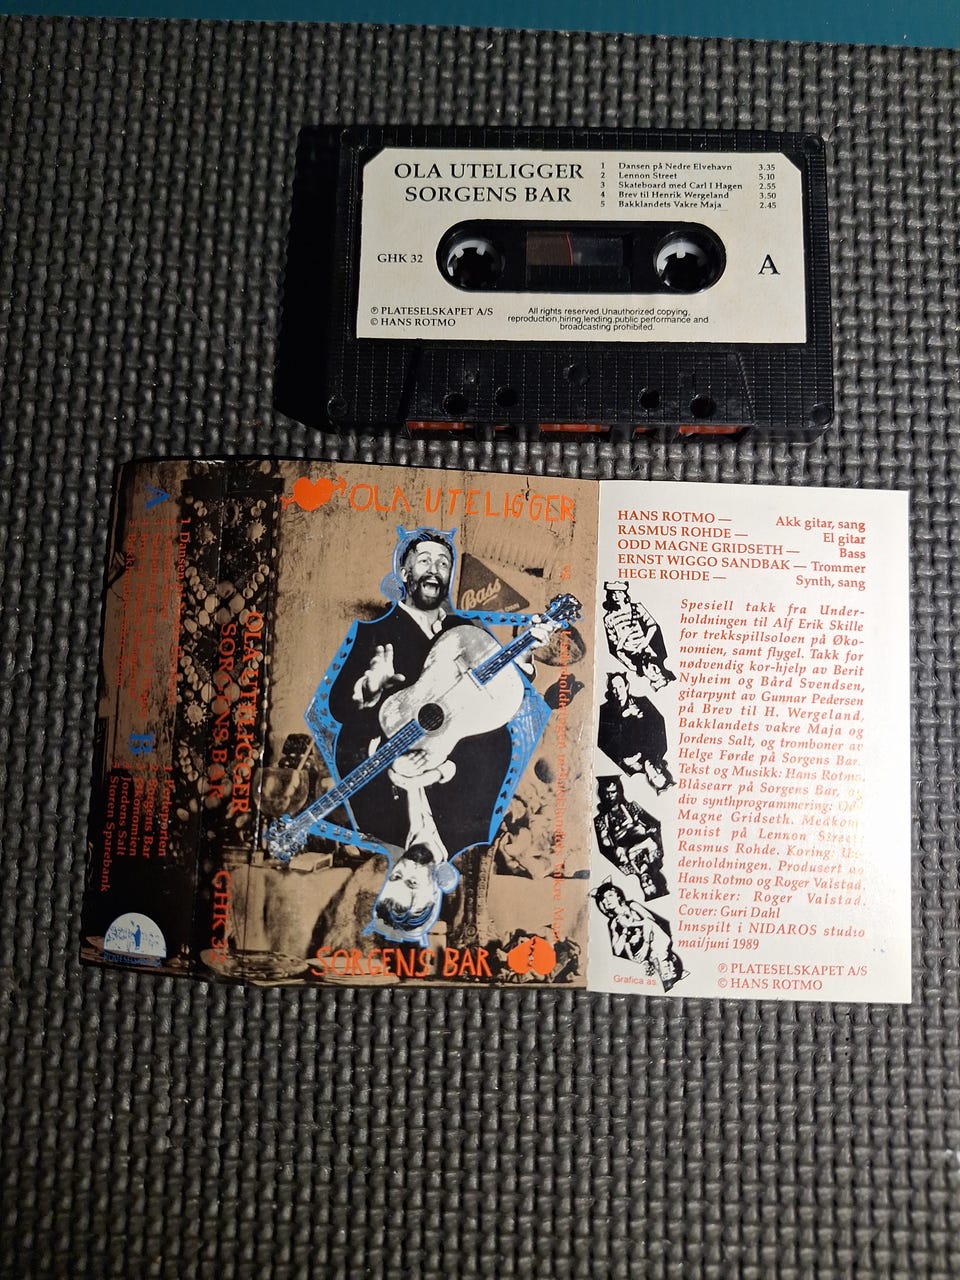 OLA UTELIGGER
SORGENS BAR
1 Dansen på Nedre Elvehavn 3.35
2 Lennon Street 5.10
3 Skateboard med Carl I Hagen 2.55
4 Brev til Henrik Wergeland 3.50
5 Bakklandets Vakre Maja 2.45
GHK 32
A
℗ PLATESELSKAPET A/S
© HANS ROTMO
All rights reserved.Unauthorized copying,
reproduction,hiring,lending,public performance and
broadcasting prohibited.
A
B
Sorgens Bar
Økonomien
Jordens Salt
Støren Sparebank
OLA UTELIGGER
SORGENS BAR
GHK 32
OLA UTELIGGER
Bass
SORGENS BAR
HANS ROTMO — Akk gitar, sang
RASMUS ROHDE — El gitar
ODD MAGNE GRIDSETH — Bass
ERNST WIGGO SANDBAK — Trommer
HEGE ROHDE — Synth, sang
Spesiell takk fra Under-
holdningen til Alf Erik Skille
for trekkspillsoloen på Øko-
nomien, samt flygel. Takk for
nødvendig kor-hjelp av Berit
Nyheim og Bård Svendsen,
gitarpynt av Gunnar Pedersen
på Brev til H. Wergeland,
Bakklandets vakre Maja og
Jordens Salt, og tromboner av
Helge Førde på Sorgens Bar.
Tekst og Musikk: Hans Rotmo.
Blåsearr på Sorgens Bar, og
div synthprogrammering: Odd
Magne Gridseth. Medkom-
ponist på Lennon Street:
Rasmus Rohde. Koring: Un-
derholdningen. Produsert av
Hans Rotmo og Roger Valstad.
Tekniker: Roger Valstad.
Cover: Guri Dahl
Innspilt i NIDAROS studio
mai/juni 1989
Grafica as.
℗ PLATESELSKAPET A/S
© HANS ROTMO